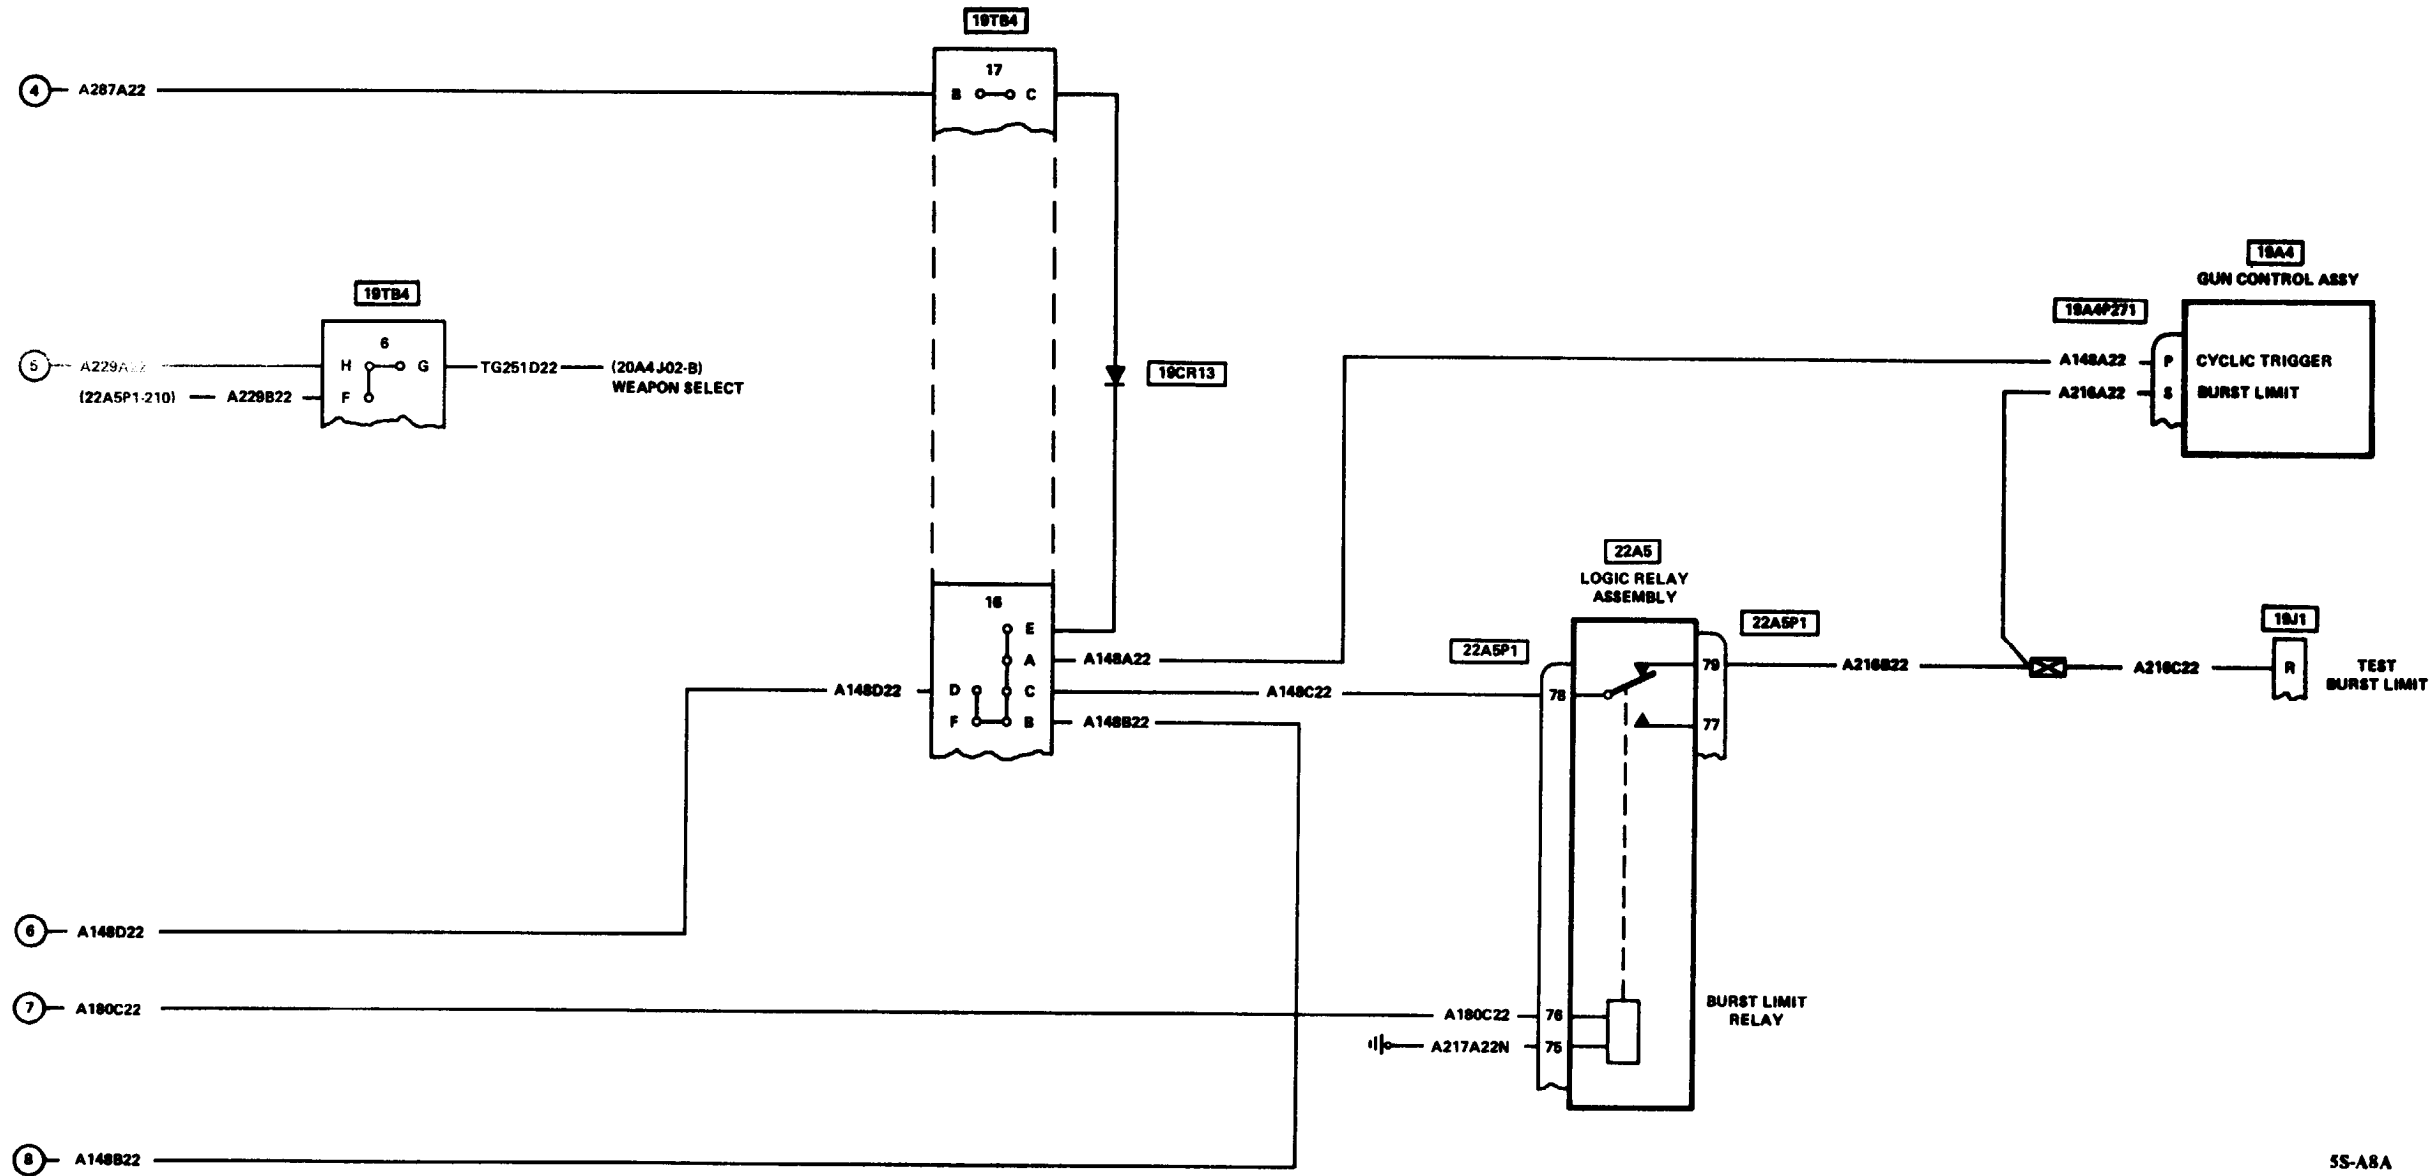 19TB4
17
4 A287A22 B C
19A4
GUN CONTROL ASSY
19TB4
19A4P271
6
5 A229A22 H G TG251D22 (20A4J02-B)
WEAPON SELECT
19CR13
A148A22 P CYCLIC TRIGGER
(22A5P1-210) A229B22 F
A216A22 S BURST LIMIT
22A5
LOGIC RELAY
ASSEMBLY
16
22A5P1
22A5P1
19J1
E
A A148A22
79 A216B22 A216C22 R TEST
BURST LIMIT
A148D22 D C A148C22 78
F B A148B22
77
6 A148D22
7 A180C22
A180C22 76
BURST LIMIT
RELAY
A217A22N 75
8 A148B22
5S-A8A